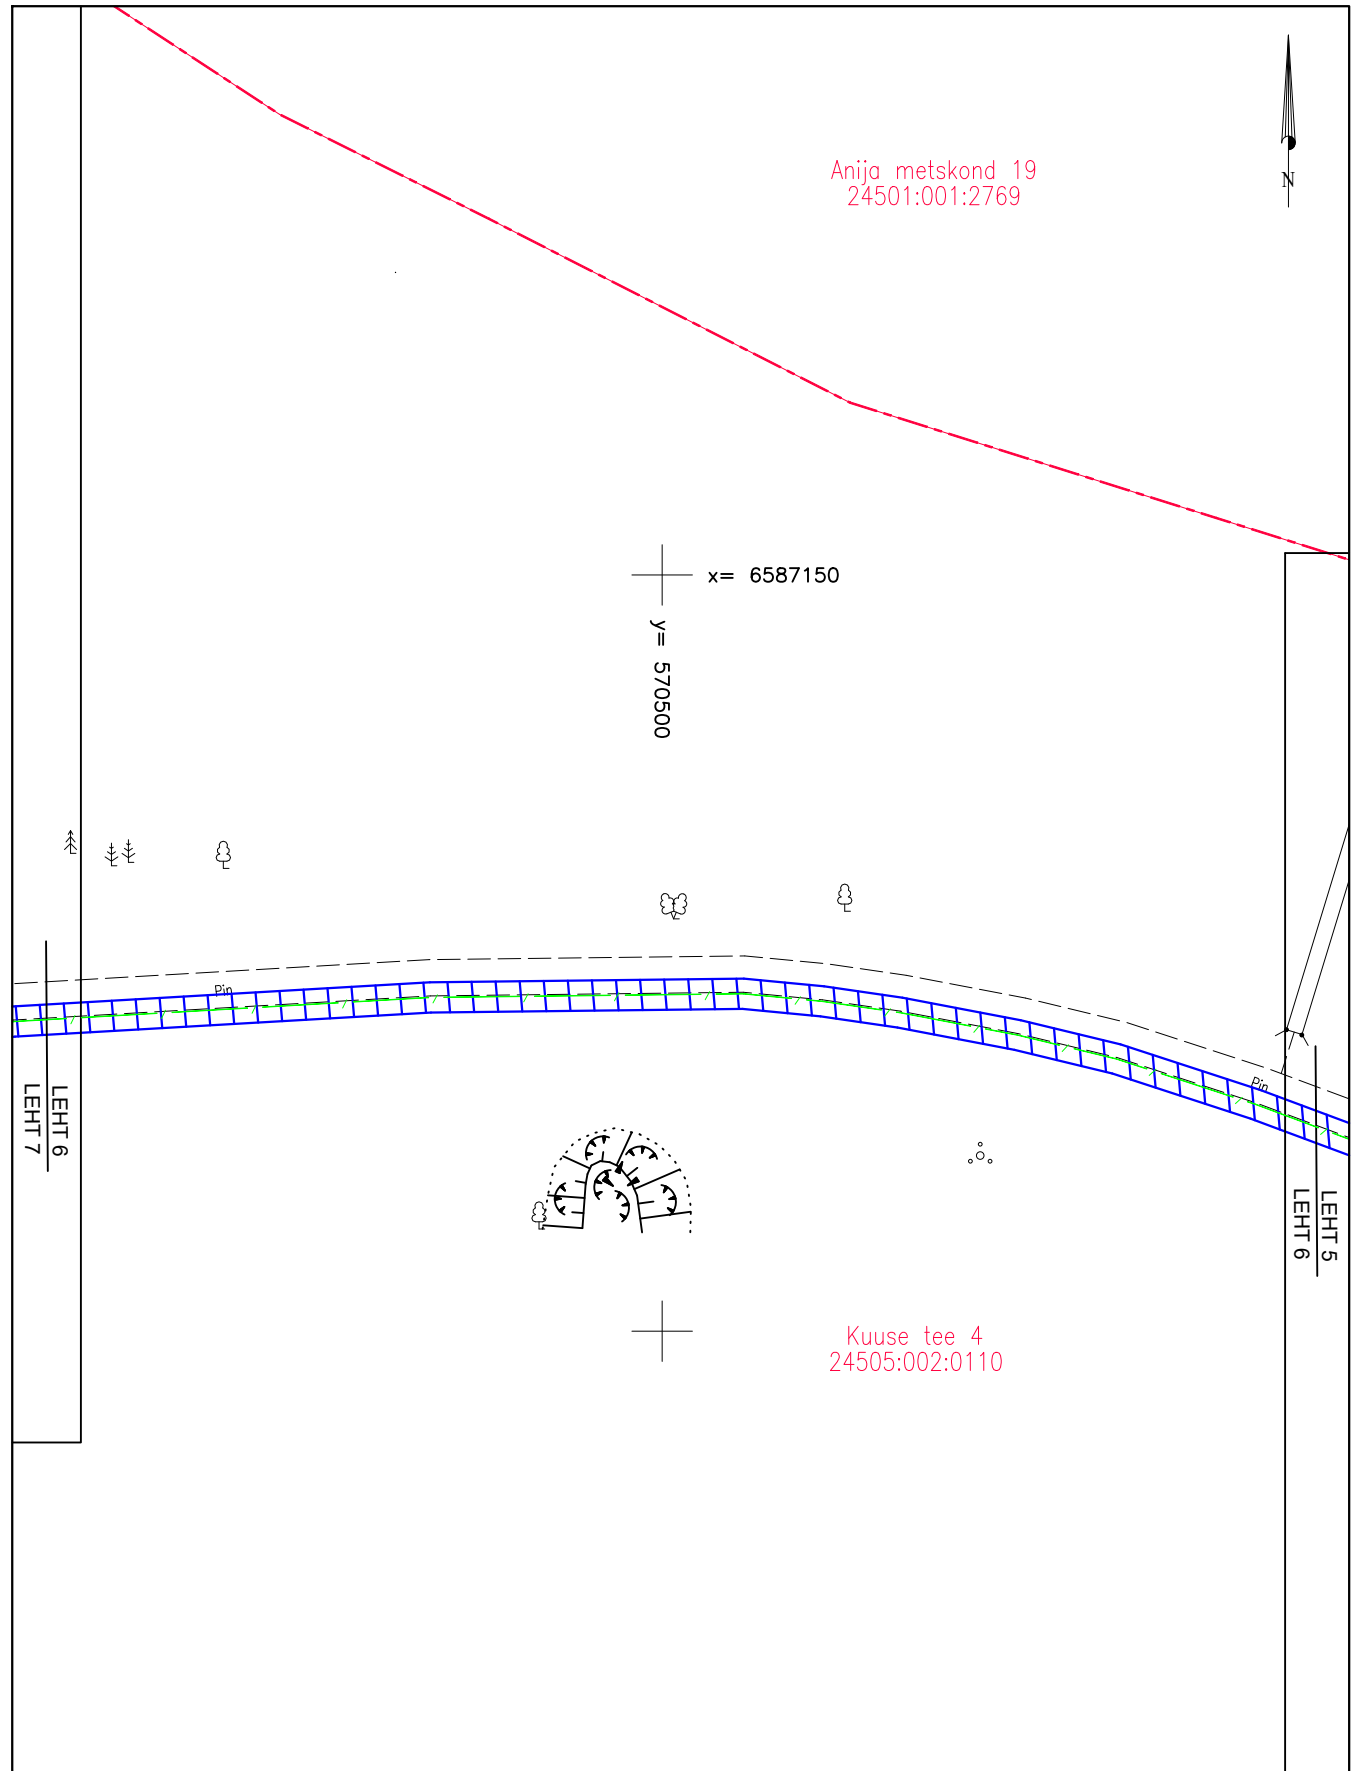 Anija metskond 19
24501:001:2769
N
x= 6587150
y= 570500
Pin
Pin
LEHT 6
LEHT 7
LEHT 5
LEHT 6
Kuuse tee 4
24505:002:0110